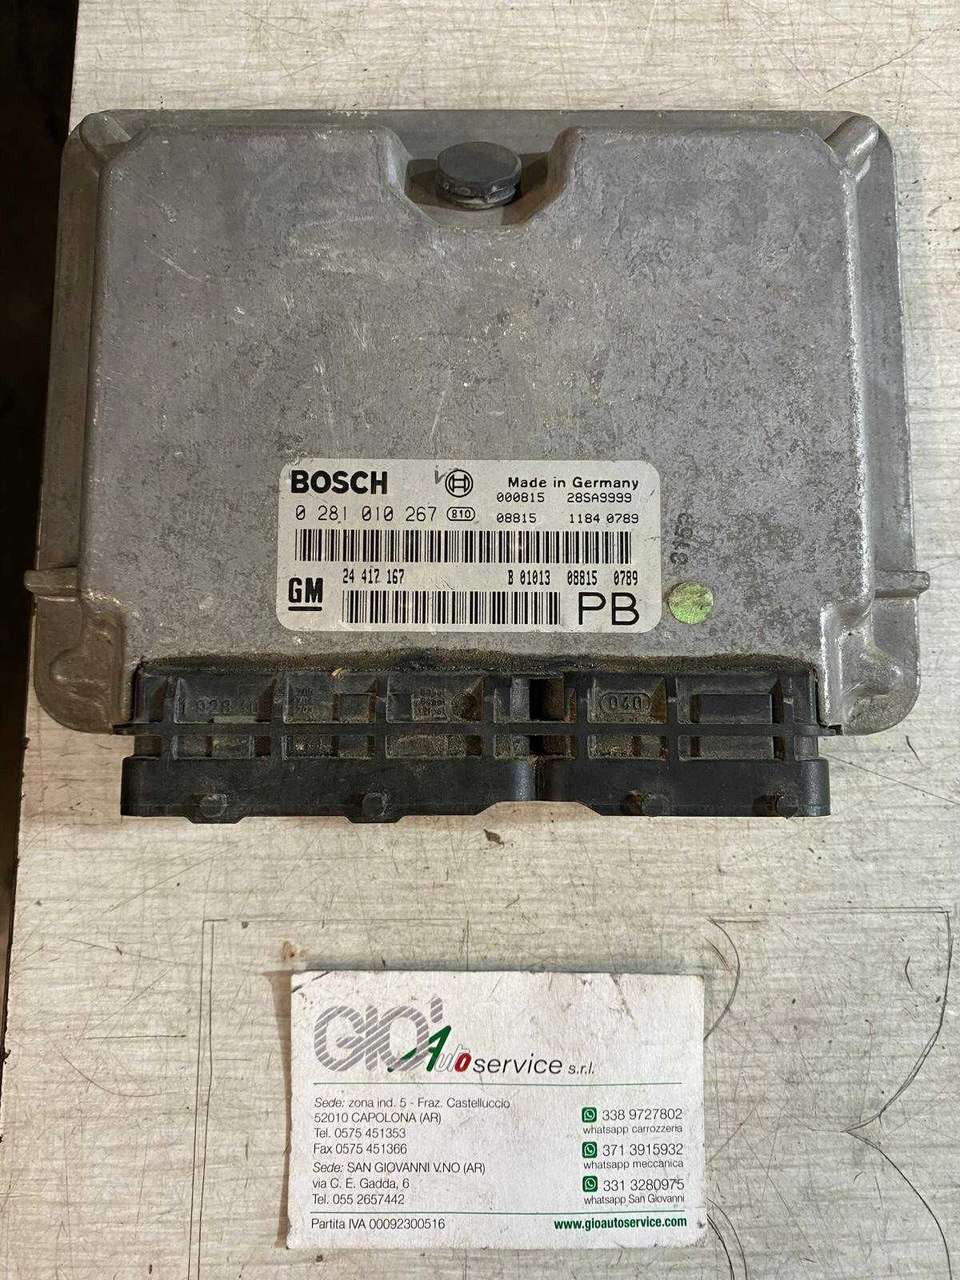 BOSCH
Made in Germany
000815 28SA9999
0 281 010 267 810 08815 1184 0789
GM
24 417 167 B 01013 08815 0789
PB
040
GIO' Auto service s.r.l.
Sede: zona ind. 5 - Fraz. Castelluccio
52010 CAPOLONA (AR)
Tel. 0575 451353
Fax 0575 451366
Sede: SAN GIOVANNI V.NO (AR)
via C. E. Gadda, 6
Tel. 055 2657442
Partita IVA 00092300516
338 9727802
whatsapp carrozzeria
371 3915932
whatsapp meccanica
331 3280975
whatsapp San Giovanni
www.gioautoservice.com